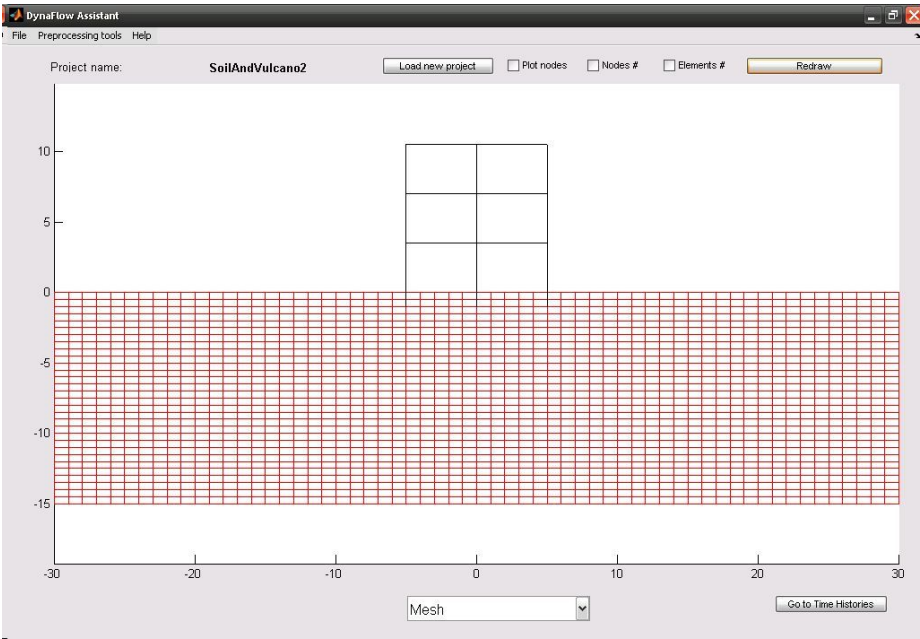 DynaFlow Assistant
File Preprocessing tools Help
Project name: SoilAndVulcano2 Load new project Plot nodes Nodes # Elements # Redraw
10
5
0
-5
-10
-15
-30 -20 -10 0 10 20 30
Mesh Go to Time Histories